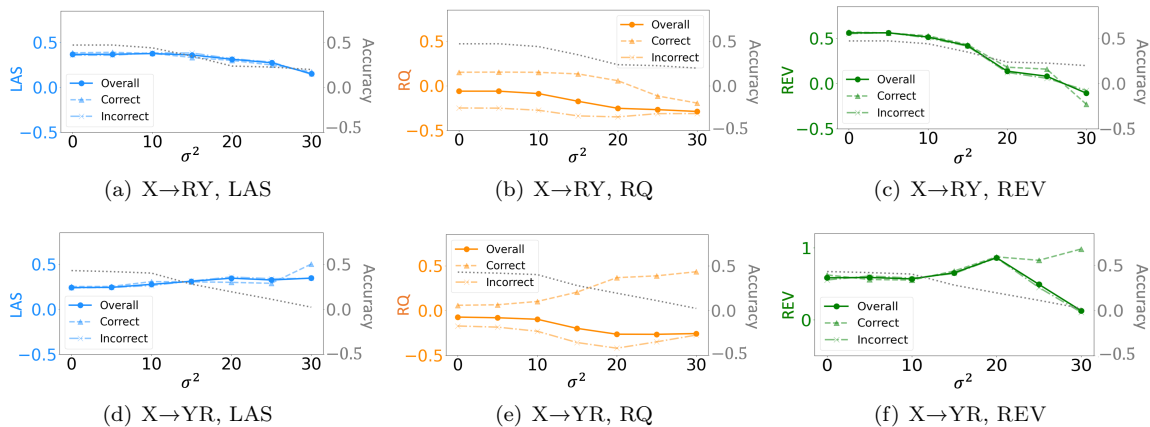 0.5
0.0
−0.5
LAS
Overall
Correct
Incorrect
0.5
0.0
−0.5
Accuracy
0 10 20 30
σ²
(a) X→RY, LAS
0.5
0.0
−0.5
RQ
Overall
Correct
Incorrect
0.5
0.0
−0.5
Accuracy
0 10 20 30
σ²
(b) X→RY, RQ
0.5
0.0
−0.5
REV
Overall
Correct
Incorrect
0.5
0.0
−0.5
Accuracy
0 10 20 30
σ²
(c) X→RY, REV
0.5
0.0
−0.5
LAS
Overall
Correct
Incorrect
0.5
0.0
−0.5
Accuracy
0 10 20 30
σ²
(d) X→YR, LAS
0.5
0.0
−0.5
RQ
Overall
Correct
Incorrect
0.5
0.0
−0.5
Accuracy
0 10 20 30
σ²
(e) X→YR, RQ
1
0
REV
Overall
Correct
Incorrect
0.5
0.0
−0.5
Accuracy
0 10 20 30
σ²
(f) X→YR, REV